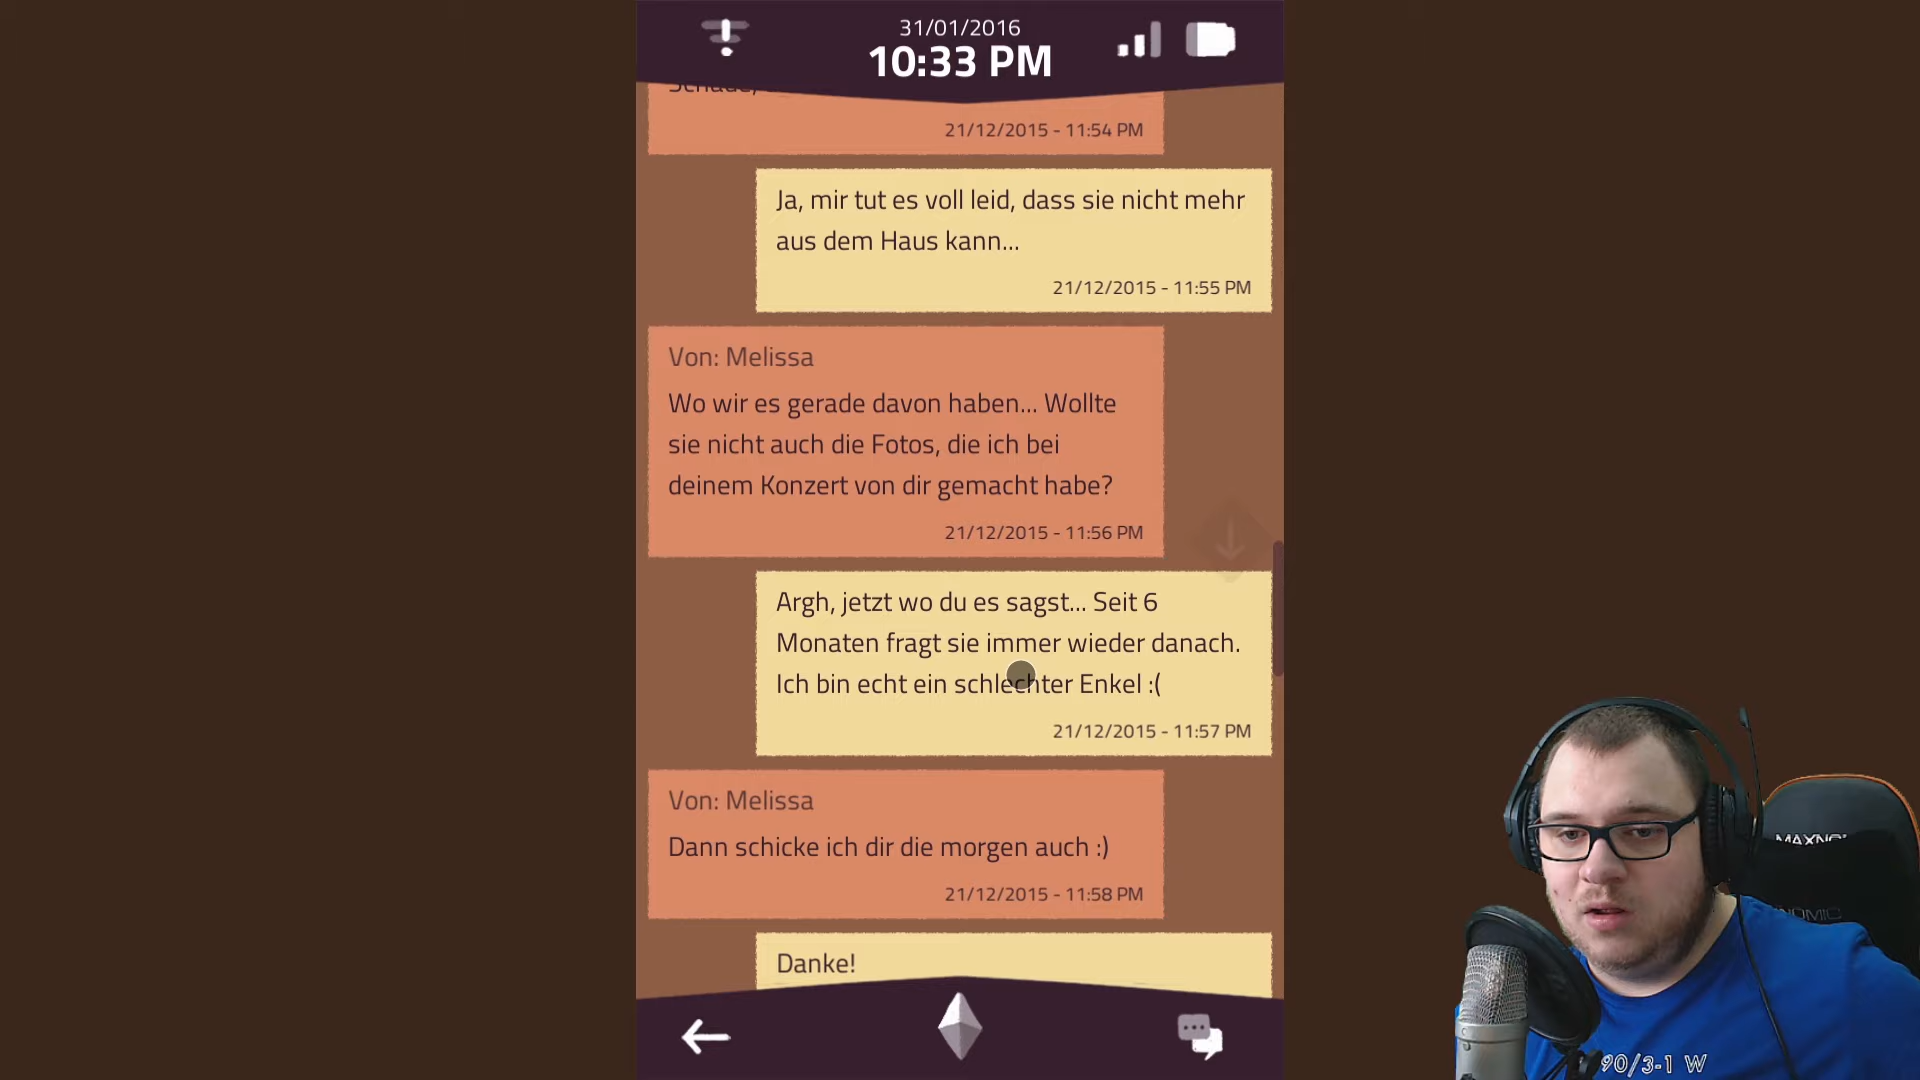 31/01/2016
10:33 PM
21/12/2015 - 11:54 PM
Ja, mir tut es voll leid, dass sie nicht mehr
aus dem Haus kann...
21/12/2015 - 11:55 PM
Von: Melissa
Wo wir es gerade davon haben... Wollte
sie nicht auch die Fotos, die ich bei
deinem Konzert von dir gemacht habe?
21/12/2015 - 11:56 PM
Argh, jetzt wo du es sagst... Seit 6
Monaten fragt sie immer wieder danach.
Ich bin echt ein schlechter Enkel :(
21/12/2015 - 11:57 PM
Von: Melissa
Dann schicke ich dir die morgen auch :)
21/12/2015 - 11:58 PM
Danke!
90/3-1 W